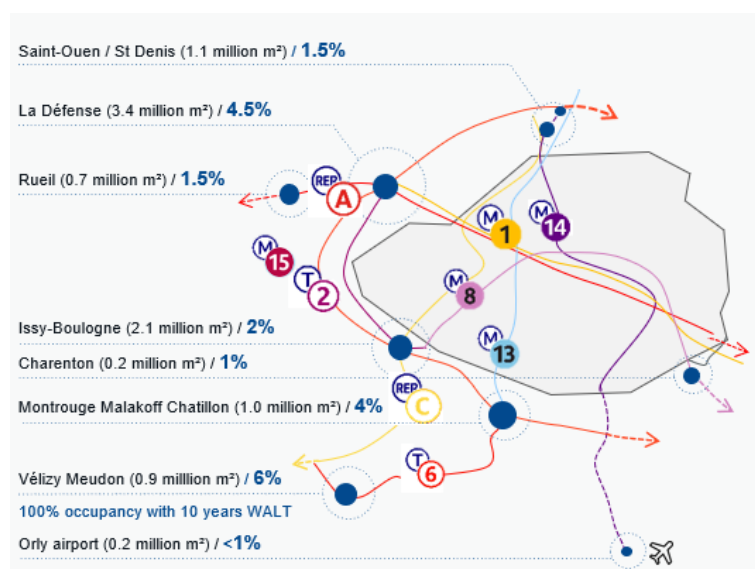 Saint-Ouen / St Denis (1.1 million m²) / 1.5%
La Défense (3.4 million m²) / 4.5%
Rueil (0.7 million m²) / 1.5%
REP
A
M
1
M
14
M
15
T
2
M
8
Issy-Boulogne (2.1 million m²) / 2%
M
13
Charenton (0.2 million m²) / 1%
REP
C
Montrouge Malakoff Chatillon (1.0 million m²) / 4%
T
6
Vélizy Meudon (0.9 illlion m²) / 6%
100% occupancy with 10 years WALT
Orly airport (0.2 million m²) / <1%